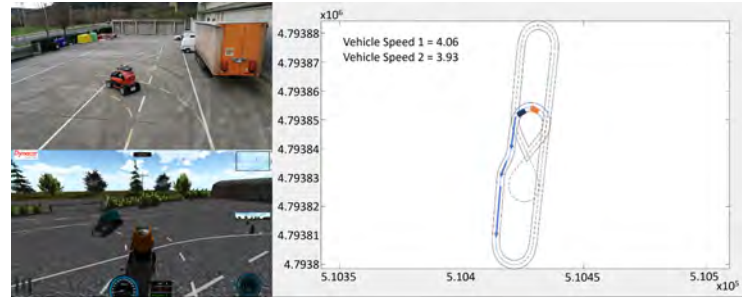 x10⁶
4.79388
4.79387
4.79386
4.79385
4.79384
4.79383
4.79382
4.79381
4.7938
Vehicle Speed 1 = 4.06
Vehicle Speed 2 = 3.93
5.1035
5.104
5.1045
5.105
x10⁵
Dynacar